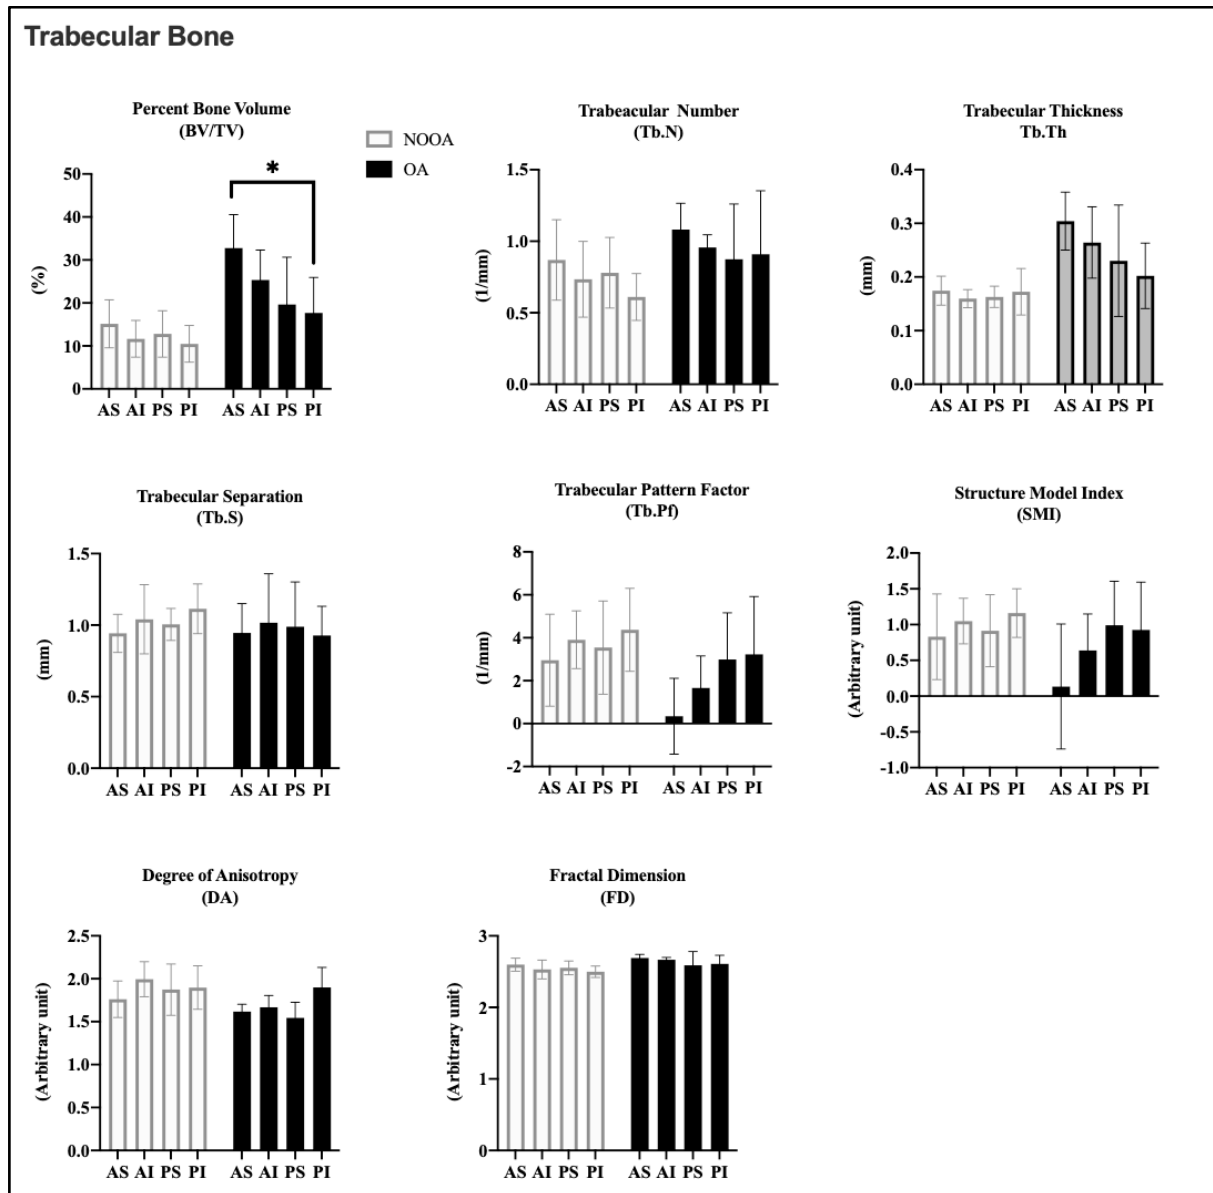 Trabecular Bone
Percent Bone Volume
(BV/TV)
(%)
50
40
30
20
10
0
*
AS AI PS PI AS AI PS PI
NOOA
OA
Trabeacular Number
(Tb.N)
(1/mm)
1.5
1.0
0.5
0.0
AS AI PS PI AS AI PS PI
Trabecular Thickness
Tb.Th
(mm)
0.4
0.3
0.2
0.1
0.0
AS AI PS PI AS AI PS PI
Trabecular Separation
(Tb.S)
(mm)
1.5
1.0
0.5
0.0
AS AI PS PI AS AI PS PI
Trabecular Pattern Factor
(Tb.Pf)
(1/mm)
8
6
4
2
0
-2
AS AI PS PI AS AI PS PI
Structure Model Index
(SMI)
(Arbitrary unit)
2.0
1.5
1.0
0.5
0.0
-0.5
-1.0
AS AI PS PI AS AI PS PI
Degree of Anisotropy
(DA)
(Arbitrary unit)
2.5
2.0
1.5
1.0
0.5
0.0
AS AI PS PI AS AI PS PI
Fractal Dimension
(FD)
(Arbitrary unit)
3
2
1
0
AS AI PS PI AS AI PS PI